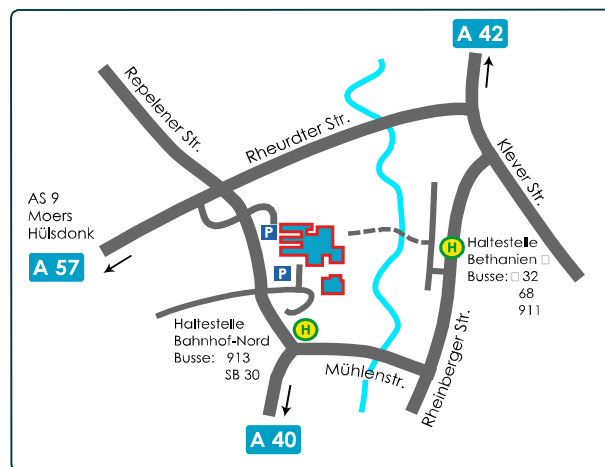 A 42
Repelener Str.
Rheurdter Str.
Klever Str.
AS 9
Moers
Hülsdonk
A 57
P
P
H
Haltestelle
Bethanien □
Busse: □ 32
68
911
H
Haltestelle
Bahnhof-Nord
Busse: 913
SB 30
Mühlenstr.
Rheinberger Str.
A 40